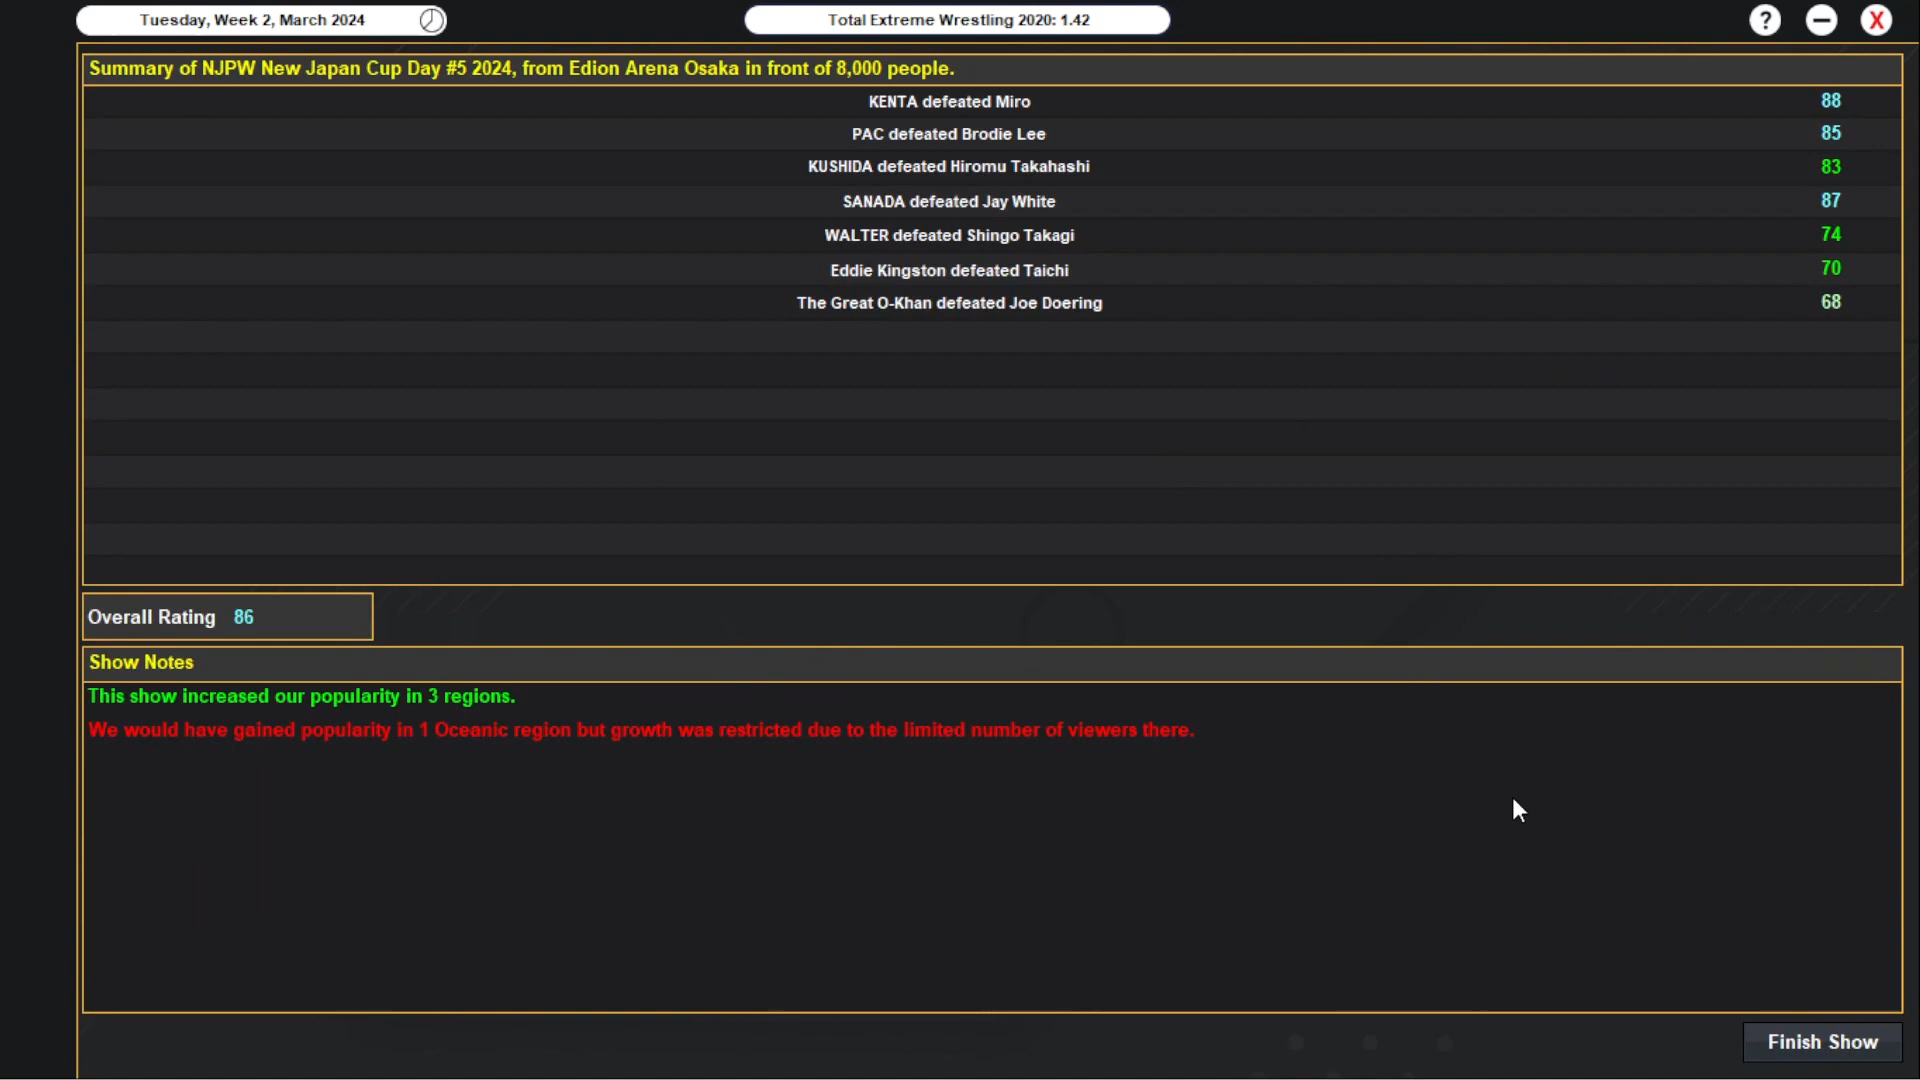 Tuesday, Week 2, March 2024
Total Extreme Wrestling 2020: 1.42
?
X
Summary of NJPW New Japan Cup Day #5 2024, from Edion Arena Osaka in front of 8,000 people.
KENTA defeated Miro 88
PAC defeated Brodie Lee 85
KUSHIDA defeated Hiromu Takahashi 83
SANADA defeated Jay White 87
WALTER defeated Shingo Takagi 74
Eddie Kingston defeated Taichi 70
The Great O-Khan defeated Joe Doering 68
Overall Rating 86
Show Notes
This show increased our popularity in 3 regions.
We would have gained popularity in 1 Oceanic region but growth was restricted due to the limited number of viewers there.
Finish Show